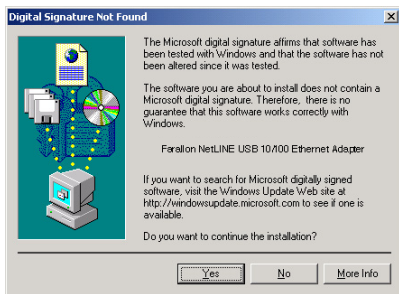 Digital Signature Not Found
The Microsoft digital signature affirms that software has
been tested with Windows and that the software has not
been altered since it was tested.
The software you are about to install does not contain a
Microsoft digital signature. Therefore, there is no
guarantee that this software works correctly with
Windows.
Farallon NetLINE USB 10/100 Ethernet Adapter
If you want to search for Microsoft digitally signed
software, visit the Windows Update Web site at
http://windowsupdate.microsoft.com to see if one is
available.
Do you want to continue the installation?
Yes No More Info